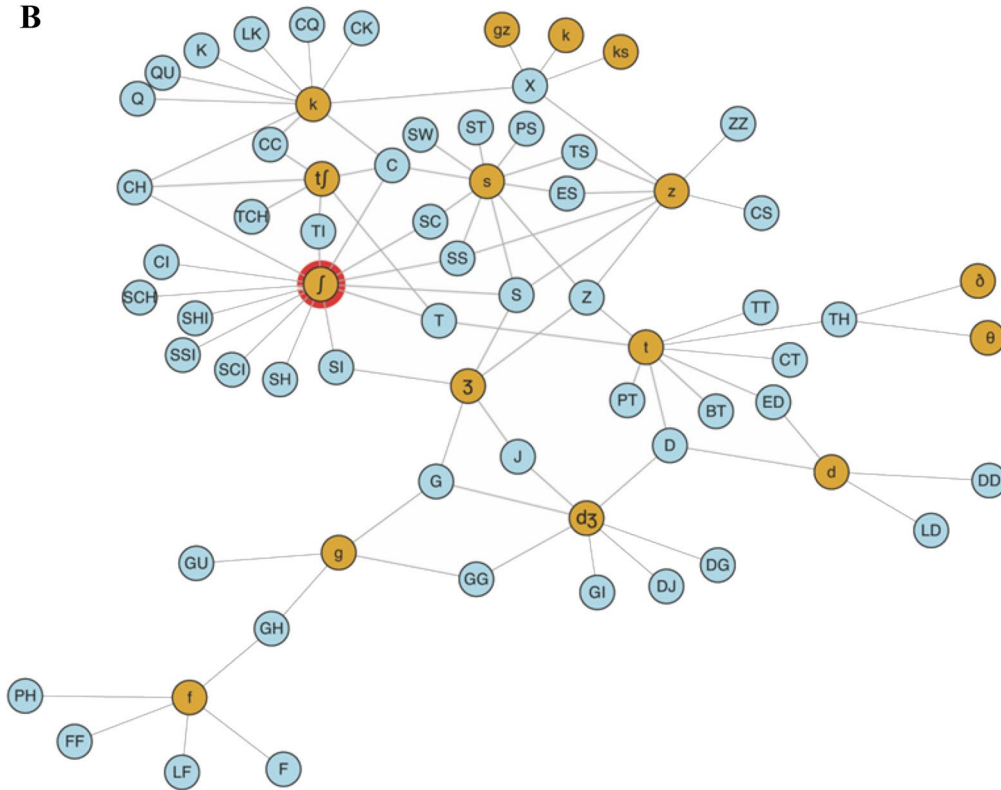 B
CQ
LK
CK
gz
k
ks
K
QU
Q
k
X
CC
SW
ST
PS
TS
ZZ
tʃ
C
s
ES
z
CH
TCH
TI
SC
CS
SS
CI
ʃ
SCH
SHI
S
Z
T
TT
TH
ð
θ
SSI
SCI
SH
SI
t
CT
ʒ
PT
BT
ED
J
D
G
d
DD
dʒ
LD
GU
g
GG
GI
DJ
DG
GH
PH
f
FF
LF
F